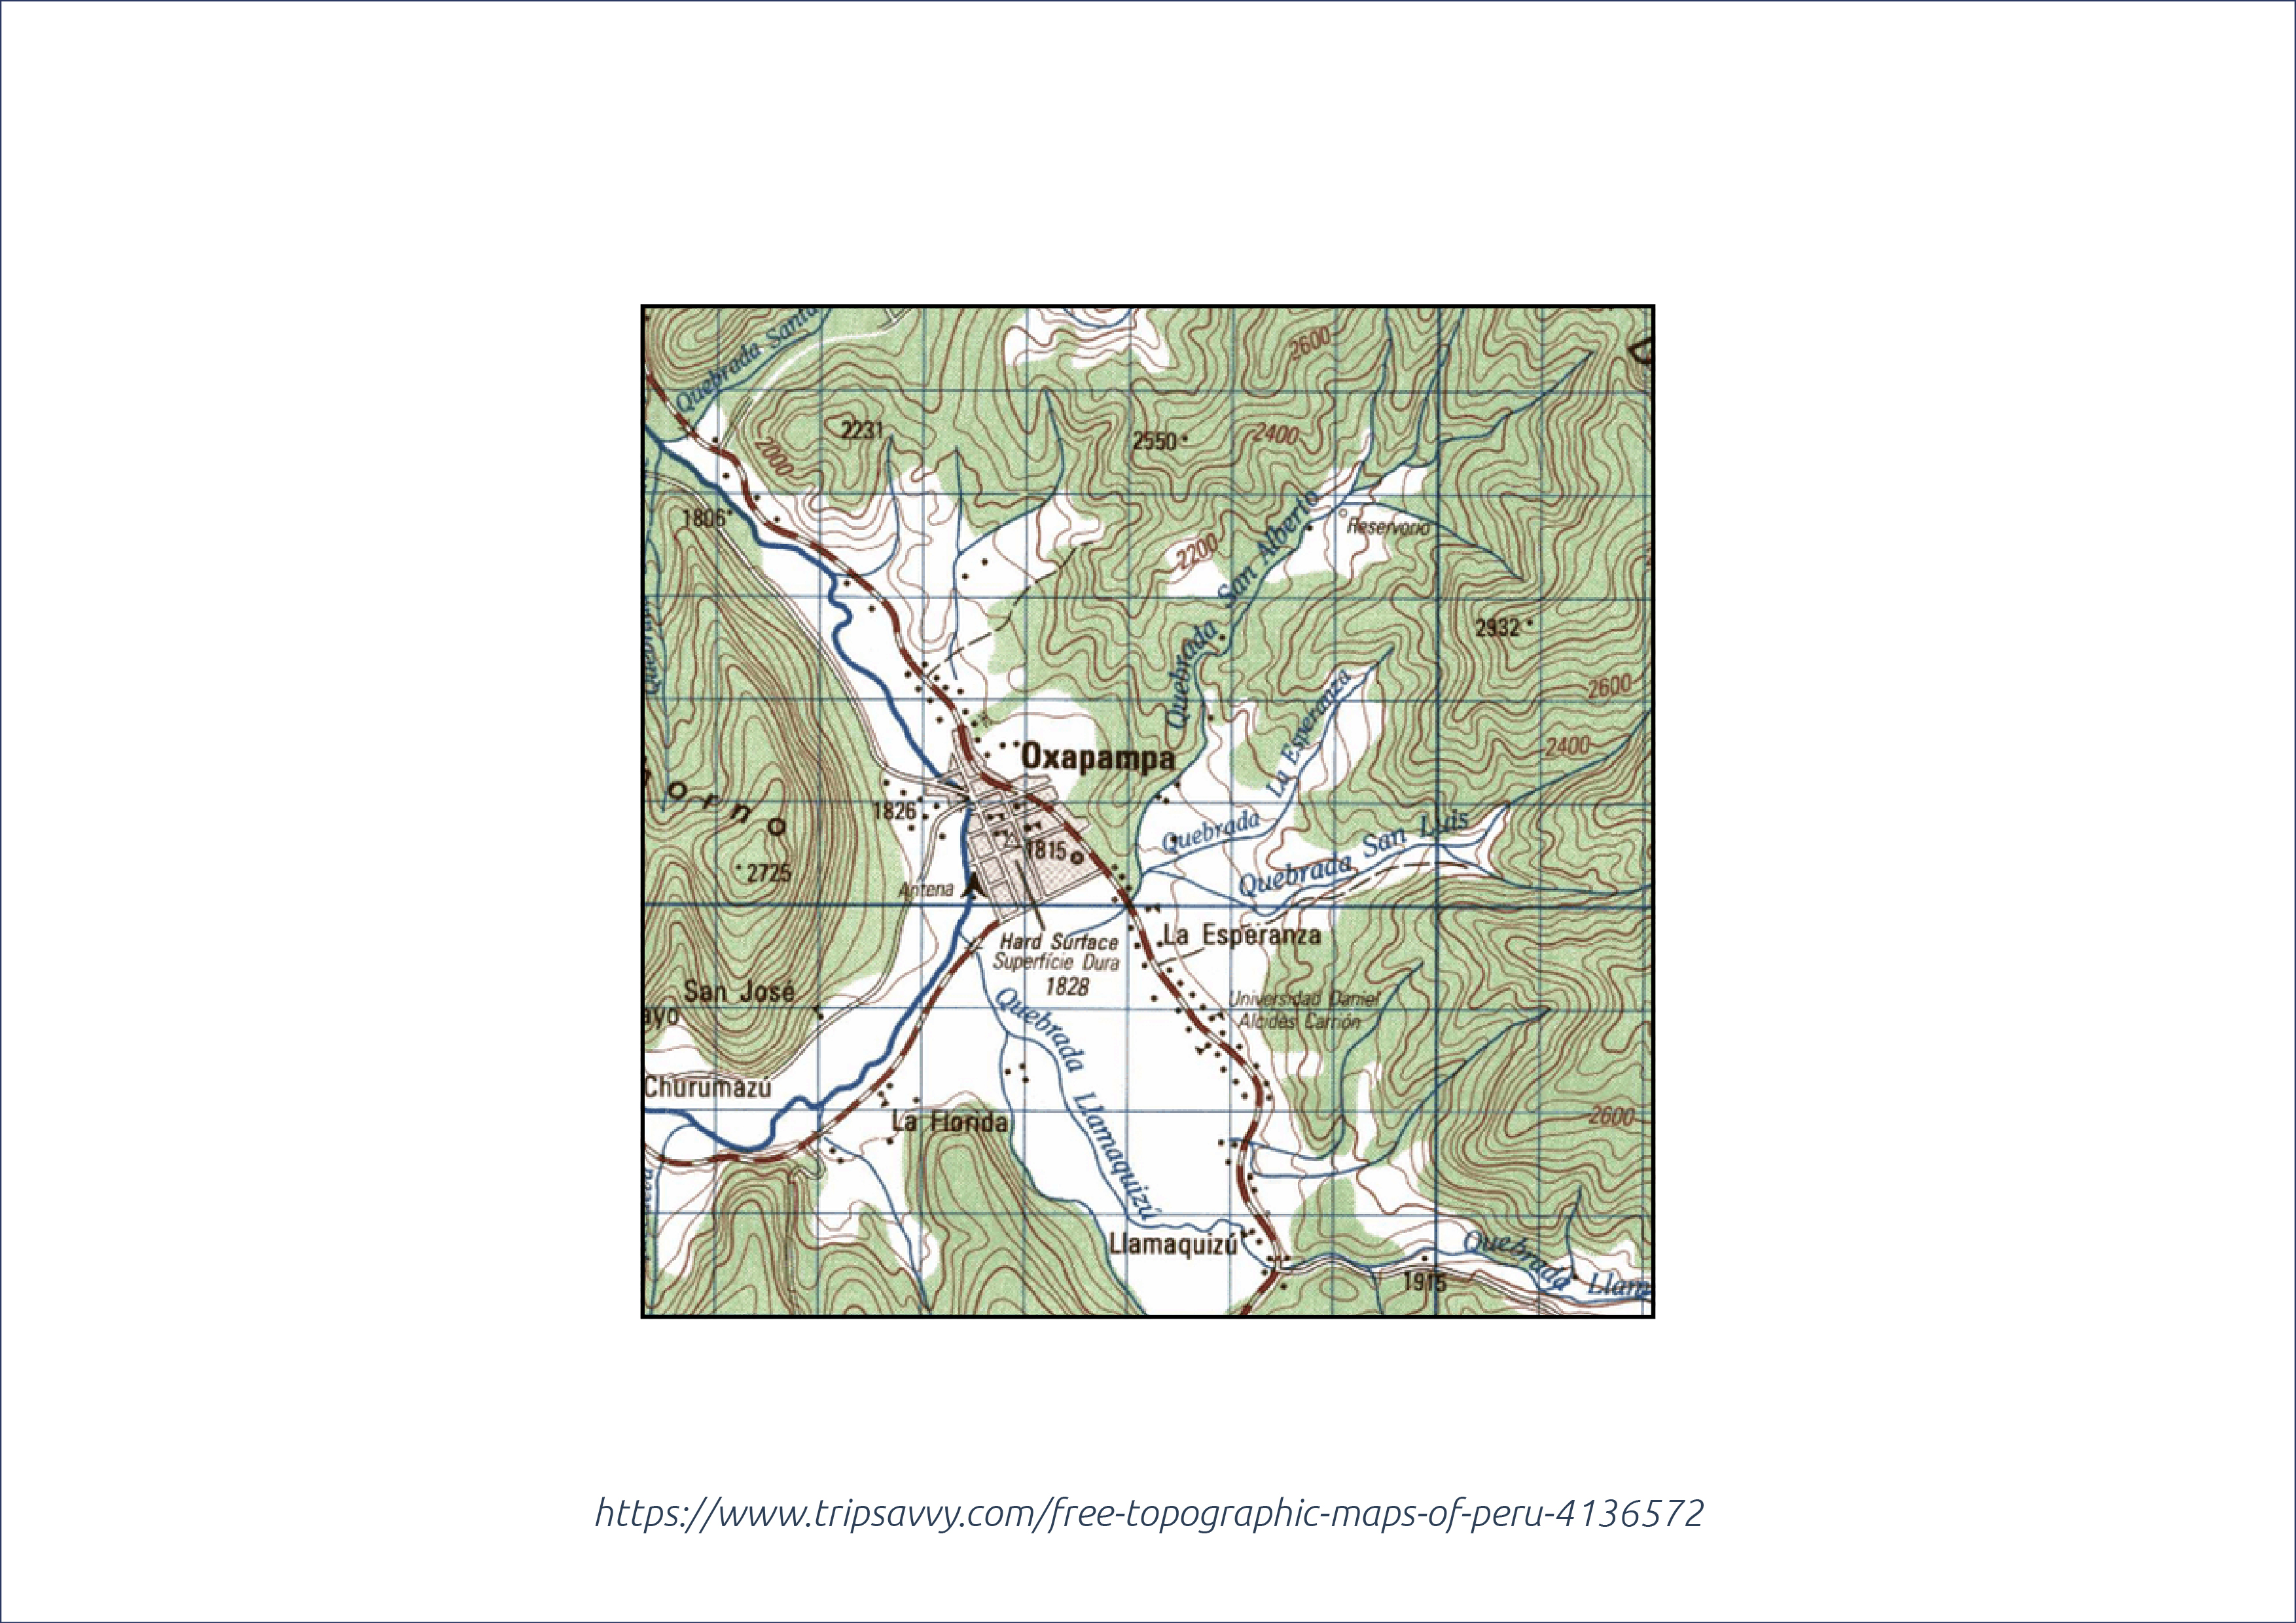 Quebrada Santa
2600
2231
2000
2550
2400
1806
Reservorio
2200
Quebrada San Alberto
2932
Quebrada
2600
La Esperanza
2400
Oxapampa
orno
1826
Quebrada
Quebrada San Luis
1815
2725
Antena
La Esperanza
Hard Surface
Superfície Dura
1828
San José
ayo
Universidad Daniel
Alcides Carrión
Quebrada Llamaquizú
Churumazú
La Florida
2600
Llamaquizú
Quebrada Llam
1915
https://www.tripsavvy.com/free-topographic-maps-of-peru-4136572